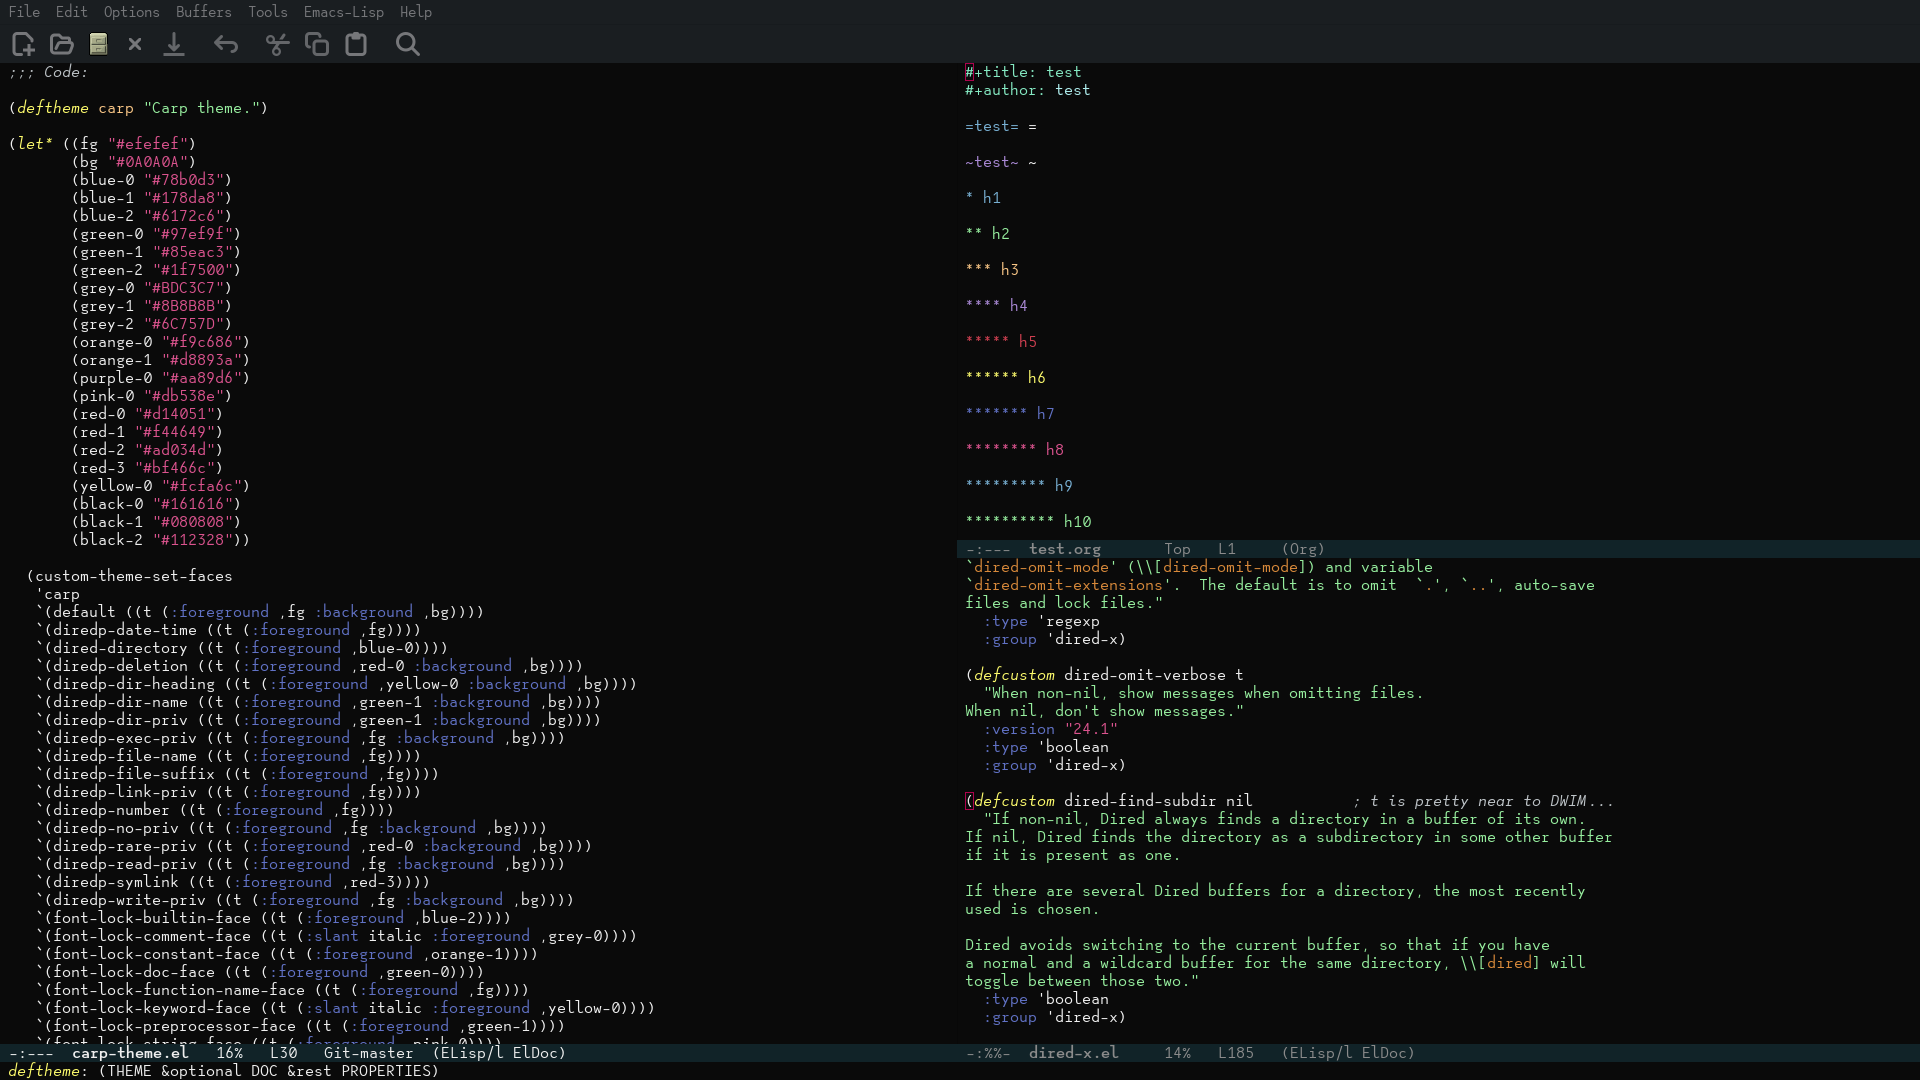 File Edit Options Buffers Tools Emacs-Lisp Help
;;; Code:
(deftheme carp "Carp theme.")
(let* ((fg "#efefef")
(bg "#0A0A0A")
(blue-0 "#78b0d3")
(blue-1 "#178da8")
(blue-2 "#6172c6")
(green-0 "#97ef9f")
(green-1 "#85eac3")
(green-2 "#1f7500")
(grey-0 "#BDC3C7")
(grey-1 "#8B8B8B")
(grey-2 "#6C757D")
(orange-0 "#f9c686")
(orange-1 "#d8893a")
(purple-0 "#aa89d6")
(pink-0 "#db538e")
(red-0 "#d14051")
(red-1 "#f44649")
(red-2 "#ad034d")
(red-3 "#bf466c")
(yellow-0 "#fcfa6c")
(black-0 "#161616")
(black-1 "#080808")
(black-2 "#112328"))
(custom-theme-set-faces
'carp
`(default ((t (:foreground ,fg :background ,bg))))
`(diredp-date-time ((t (:foreground ,fg))))
`(dired-directory ((t (:foreground ,blue-0))))
`(diredp-deletion ((t (:foreground ,red-0 :background ,bg))))
`(diredp-dir-heading ((t (:foreground ,yellow-0 :background ,bg))))
`(diredp-dir-name ((t (:foreground ,green-1 :background ,bg))))
`(diredp-dir-priv ((t (:foreground ,green-1 :background ,bg))))
`(diredp-exec-priv ((t (:foreground ,fg :background ,bg))))
`(diredp-file-name ((t (:foreground ,fg))))
`(diredp-file-suffix ((t (:foreground ,fg))))
`(diredp-link-priv ((t (:foreground ,fg))))
`(diredp-number ((t (:foreground ,fg))))
`(diredp-no-priv ((t (:foreground ,fg :background ,bg))))
`(diredp-rare-priv ((t (:foreground ,red-0 :background ,bg))))
`(diredp-read-priv ((t (:foreground ,fg :background ,bg))))
`(diredp-symlink ((t (:foreground ,red-3))))
`(diredp-write-priv ((t (:foreground ,fg :background ,bg))))
`(font-lock-builtin-face ((t (:foreground ,blue-2))))
`(font-lock-comment-face ((t (:slant italic :foreground ,grey-0))))
`(font-lock-constant-face ((t (:foreground ,orange-1))))
`(font-lock-doc-face ((t (:foreground ,green-0))))
`(font-lock-function-name-face ((t (:foreground ,fg))))
`(font-lock-keyword-face ((t (:slant italic :foreground ,yellow-0))))
`(font-lock-preprocessor-face ((t (:foreground ,green-1))))
`(font-lock-string-face ((t (:foreground ,pink-0))))
-:--- carp-theme.el 16% L30 Git-master (ELisp/l ElDoc)
deftheme: (THEME &optional DOC &rest PROPERTIES)
#+title: test
#+author: test
=test= =
~test~ ~
* h1
** h2
*** h3
**** h4
***** h5
****** h6
******* h7
******** h8
********* h9
********** h10
-:--- test.org Top L1 (Org)
`dired-omit-mode' (\\[dired-omit-mode]) and variable
`dired-omit-extensions'. The default is to omit `.', `..', auto-save
files and lock files."
:type 'regexp
:group 'dired-x)
(defcustom dired-omit-verbose t
"When non-nil, show messages when omitting files.
When nil, don't show messages."
:version "24.1"
:type 'boolean
:group 'dired-x)
(defcustom dired-find-subdir nil ; t is pretty near to DWIM...
"If non-nil, Dired always finds a directory in a buffer of its own.
If nil, Dired finds the directory as a subdirectory in some other buffer
if it is present as one.
If there are several Dired buffers for a directory, the most recently
used is chosen.
Dired avoids switching to the current buffer, so that if you have
a normal and a wildcard buffer for the same directory, \\[dired] will
toggle between those two."
:type 'boolean
:group 'dired-x)
-:%%- dired-x.el 14% L185 (ELisp/l ElDoc)